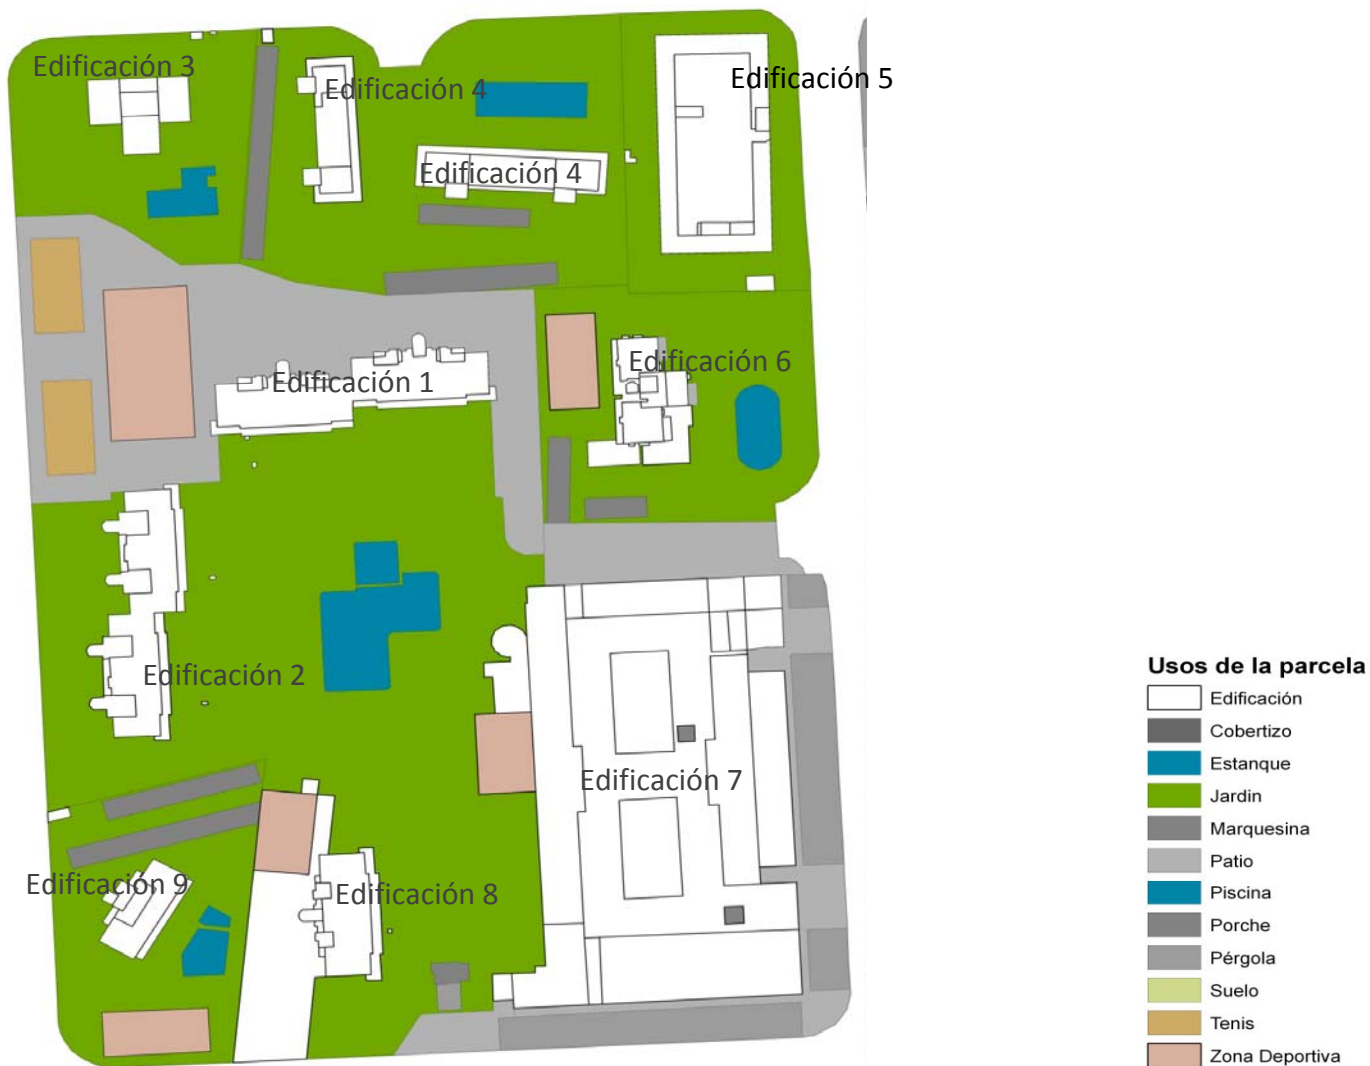 Edificación 3
Edificación 4
Edificación 5
Edificación 4
Edificación 1
Edificación 6
Edificación 2
Edificación 7
Edificación 9
Edificación 8
Usos de la parcela
Edificación
Cobertizo
Estanque
Jardin
Marquesina
Patio
Piscina
Porche
Pérgola
Suelo
Tenis
Zona Deportiva